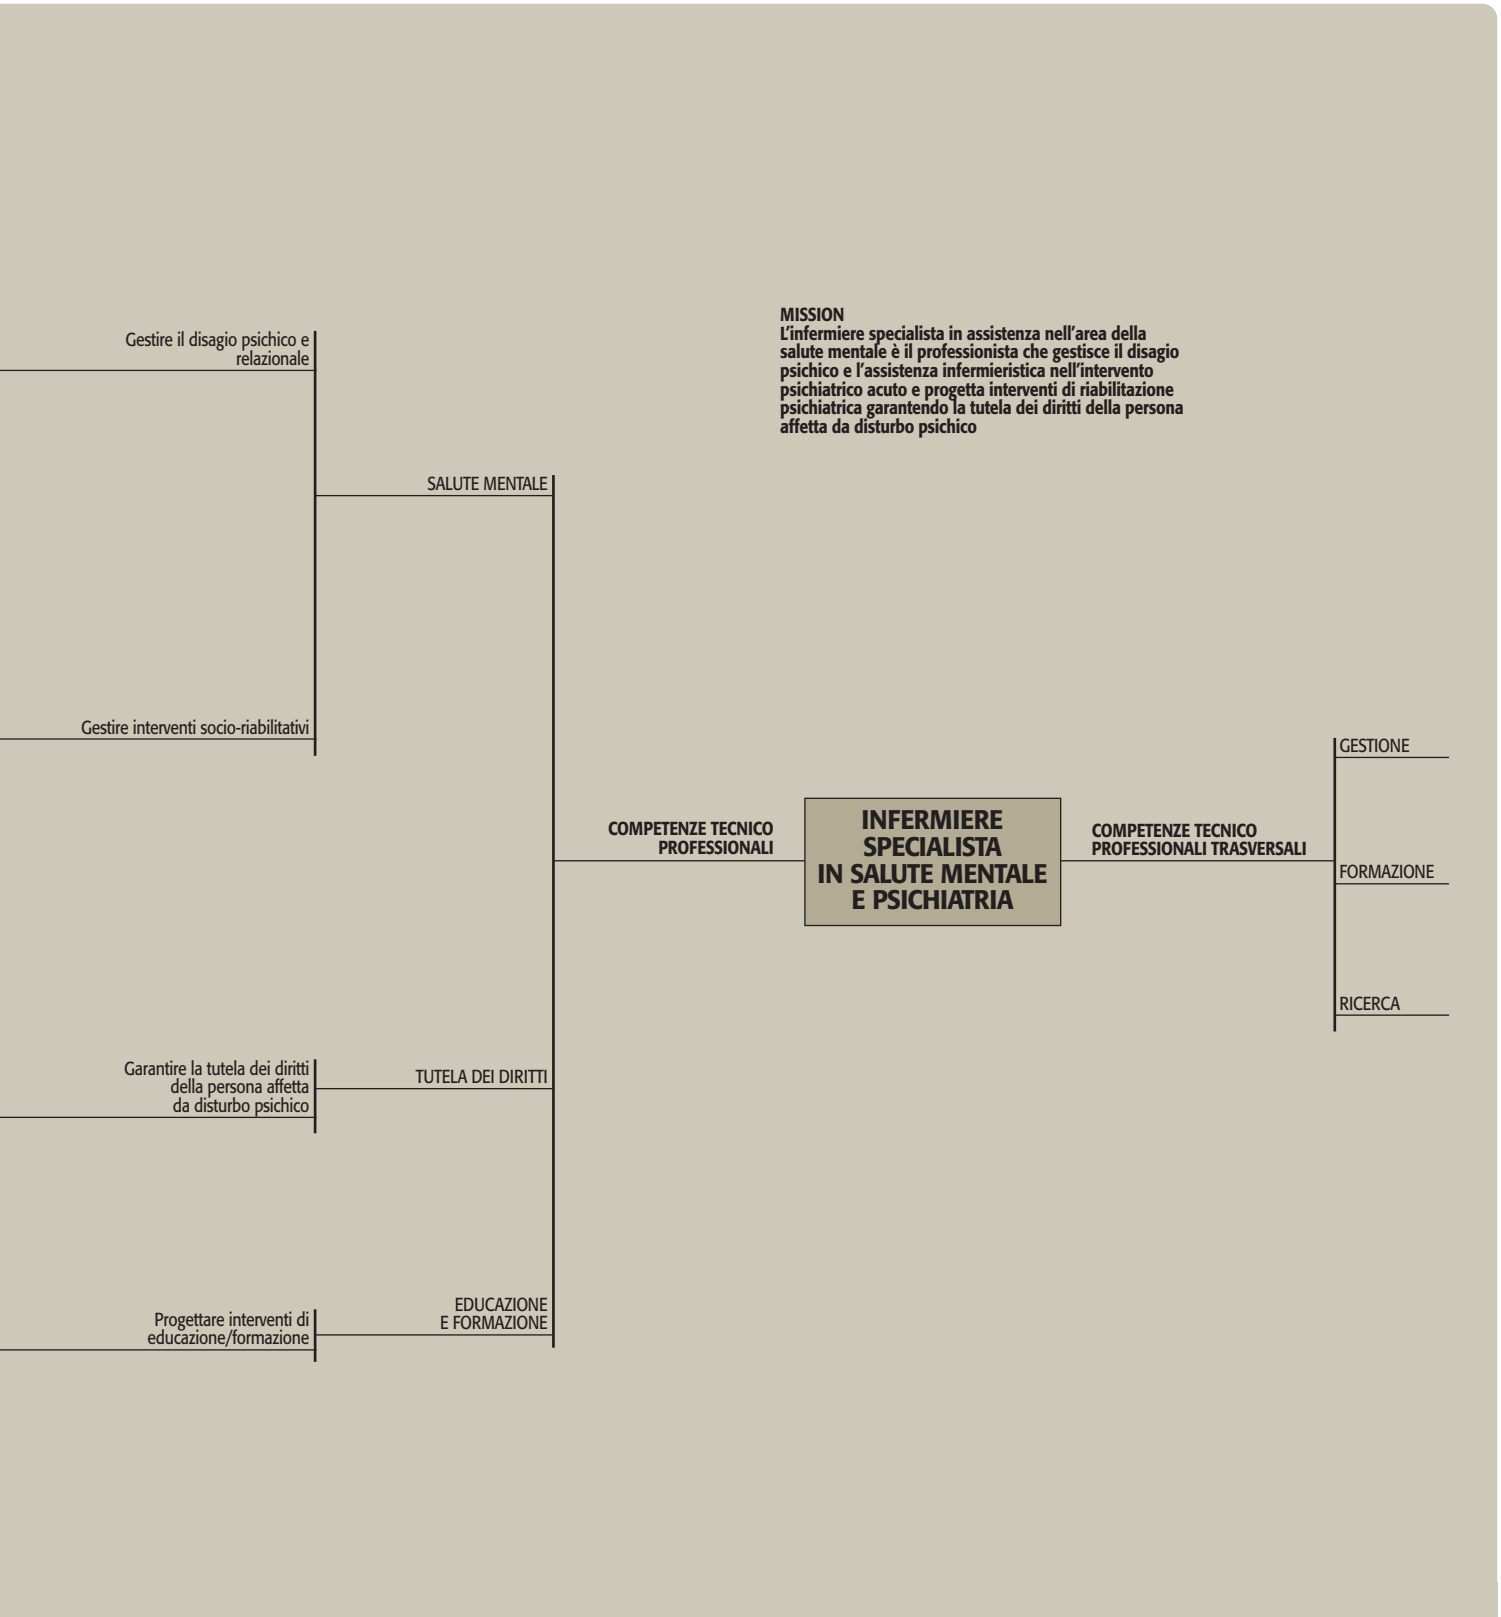 MISSION
L'infermiere specialista in assistenza nell'area della
salute mentale è il professionista che gestisce il disagio
psichico e l'assistenza infermieristica nell'intervento
psichiatrico acuto e progetta interventi di riabilitazione
psichiatrica garantendo la tutela dei diritti della persona
affetta da disturbo psichico
Gestire il disagio psichico e
relazionale
SALUTE MENTALE
Gestire interventi socio-riabilitativi
COMPETENZE TECNICO
PROFESSIONALI
INFERMIERE
SPECIALISTA
IN SALUTE MENTALE
E PSICHIATRIA
COMPETENZE TECNICO
PROFESSIONALI TRASVERSALI
GESTIONE
FORMAZIONE
RICERCA
Garantire la tutela dei diritti
della persona affetta
da disturbo psichico
TUTELA DEI DIRITTI
Progettare interventi di
educazione/formazione
EDUCAZIONE
E FORMAZIONE